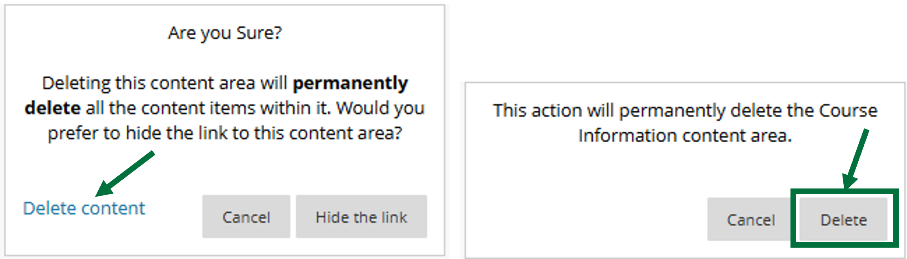 Are you Sure?
Deleting this content area will permanently
delete all the content items within it. Would you
prefer to hide the link to this content area?
Delete content
Cancel
Hide the link
This action will permanently delete the Course
Information content area.
Cancel
Delete